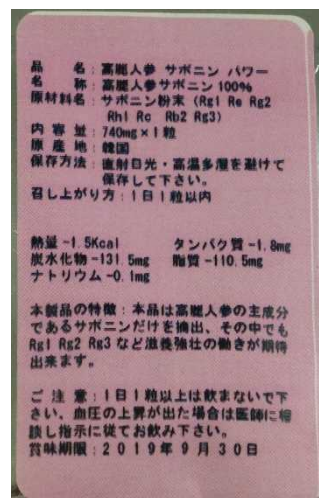 品　　名：高麗人参 サポニン パワー
名　　称：高麗人参サポニン100%
原材料名：サポニン粉末（Rg1 Re Rg2
Rh1 Rc Rb2 Rg3）
内 容 量：740mg×1粒
原 産 地：韓国
保存方法：直射日光・高温多湿を避けて
保存して下さい。
召し上がり方：1日1粒以内
熱量-1.5Kcal　タンパク質-1.8mg
炭水化物-131.5mg　脂質-110.5mg
ナトリウム-0.1mg
本製品の特徴：本品は高麗人参の主成分
であるサポニンだけを抽出、その中でも
Rg1 Rg2 Rg3 など滋養強壮の働きが期待
出来ます。
ご 注 意：1日1粒以上は飲まないで下
さい、血圧の上昇が出た場合は医師に相
談し指示に従てお飲み下さい。
賞味期限：2019年9月30日